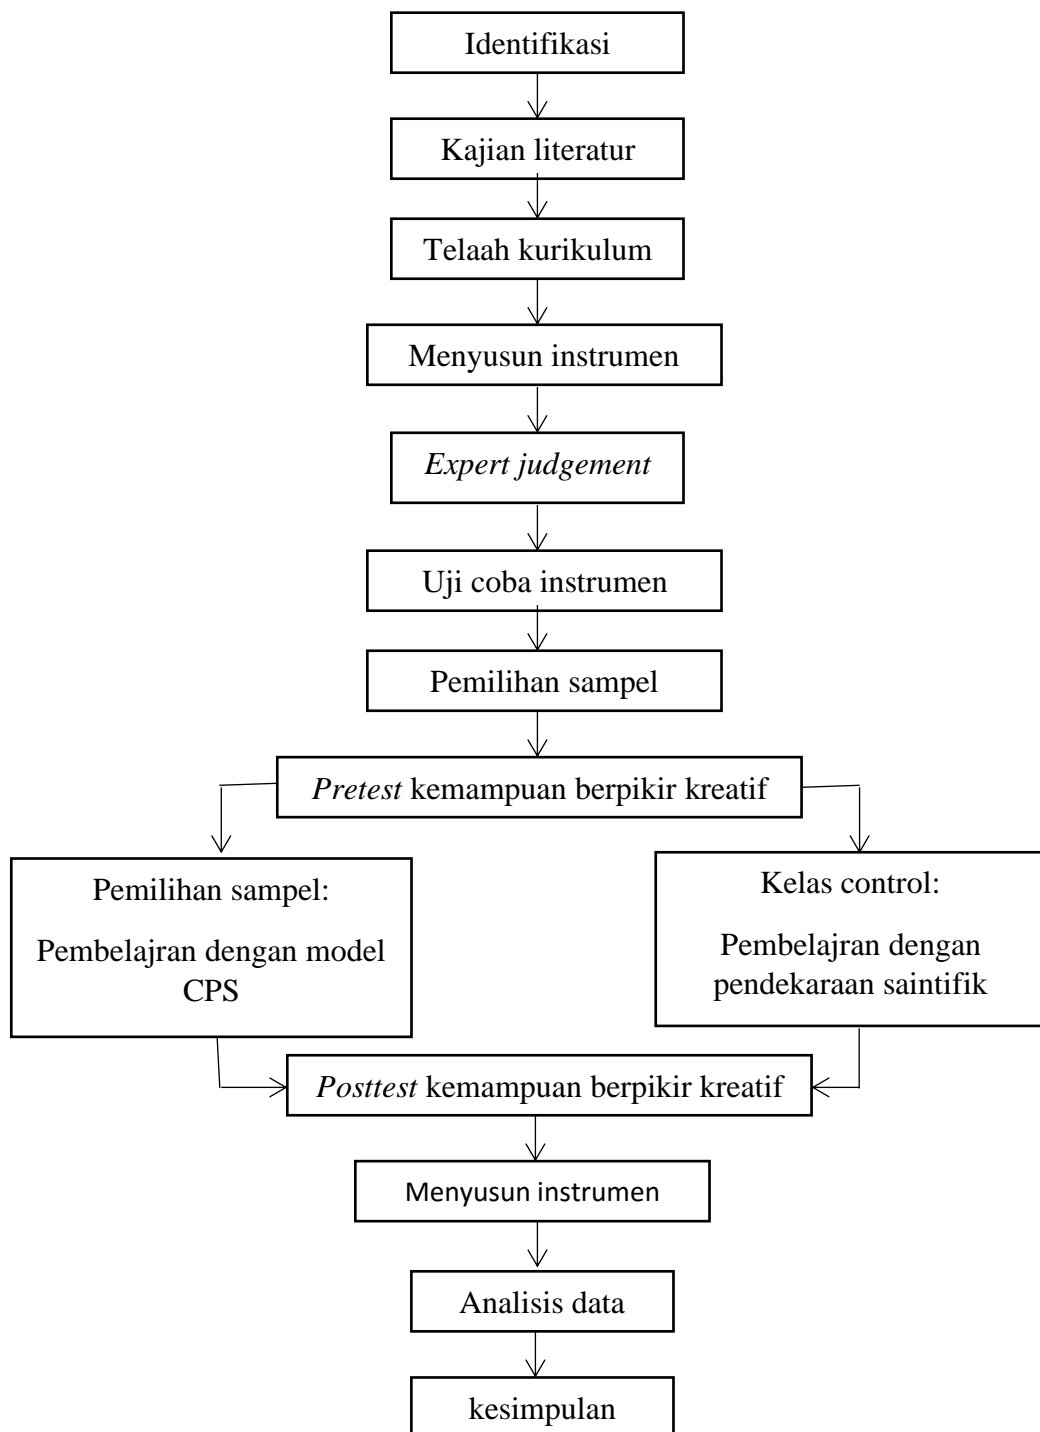 Identifikasi
Kajian literatur
Telaah kurikulum
Menyusun instrumen
Expert judgement
Uji coba instrumen
Pemilihan sampel
Pretest kemampuan berpikir kreatif
Pemilihan sampel:
Pembelajran dengan model
CPS
Kelas control:
Pembelajran dengan
pendekaraan saintifik
Posttest kemampuan berpikir kreatif
Menyusun instrumen
Analisis data
kesimpulan